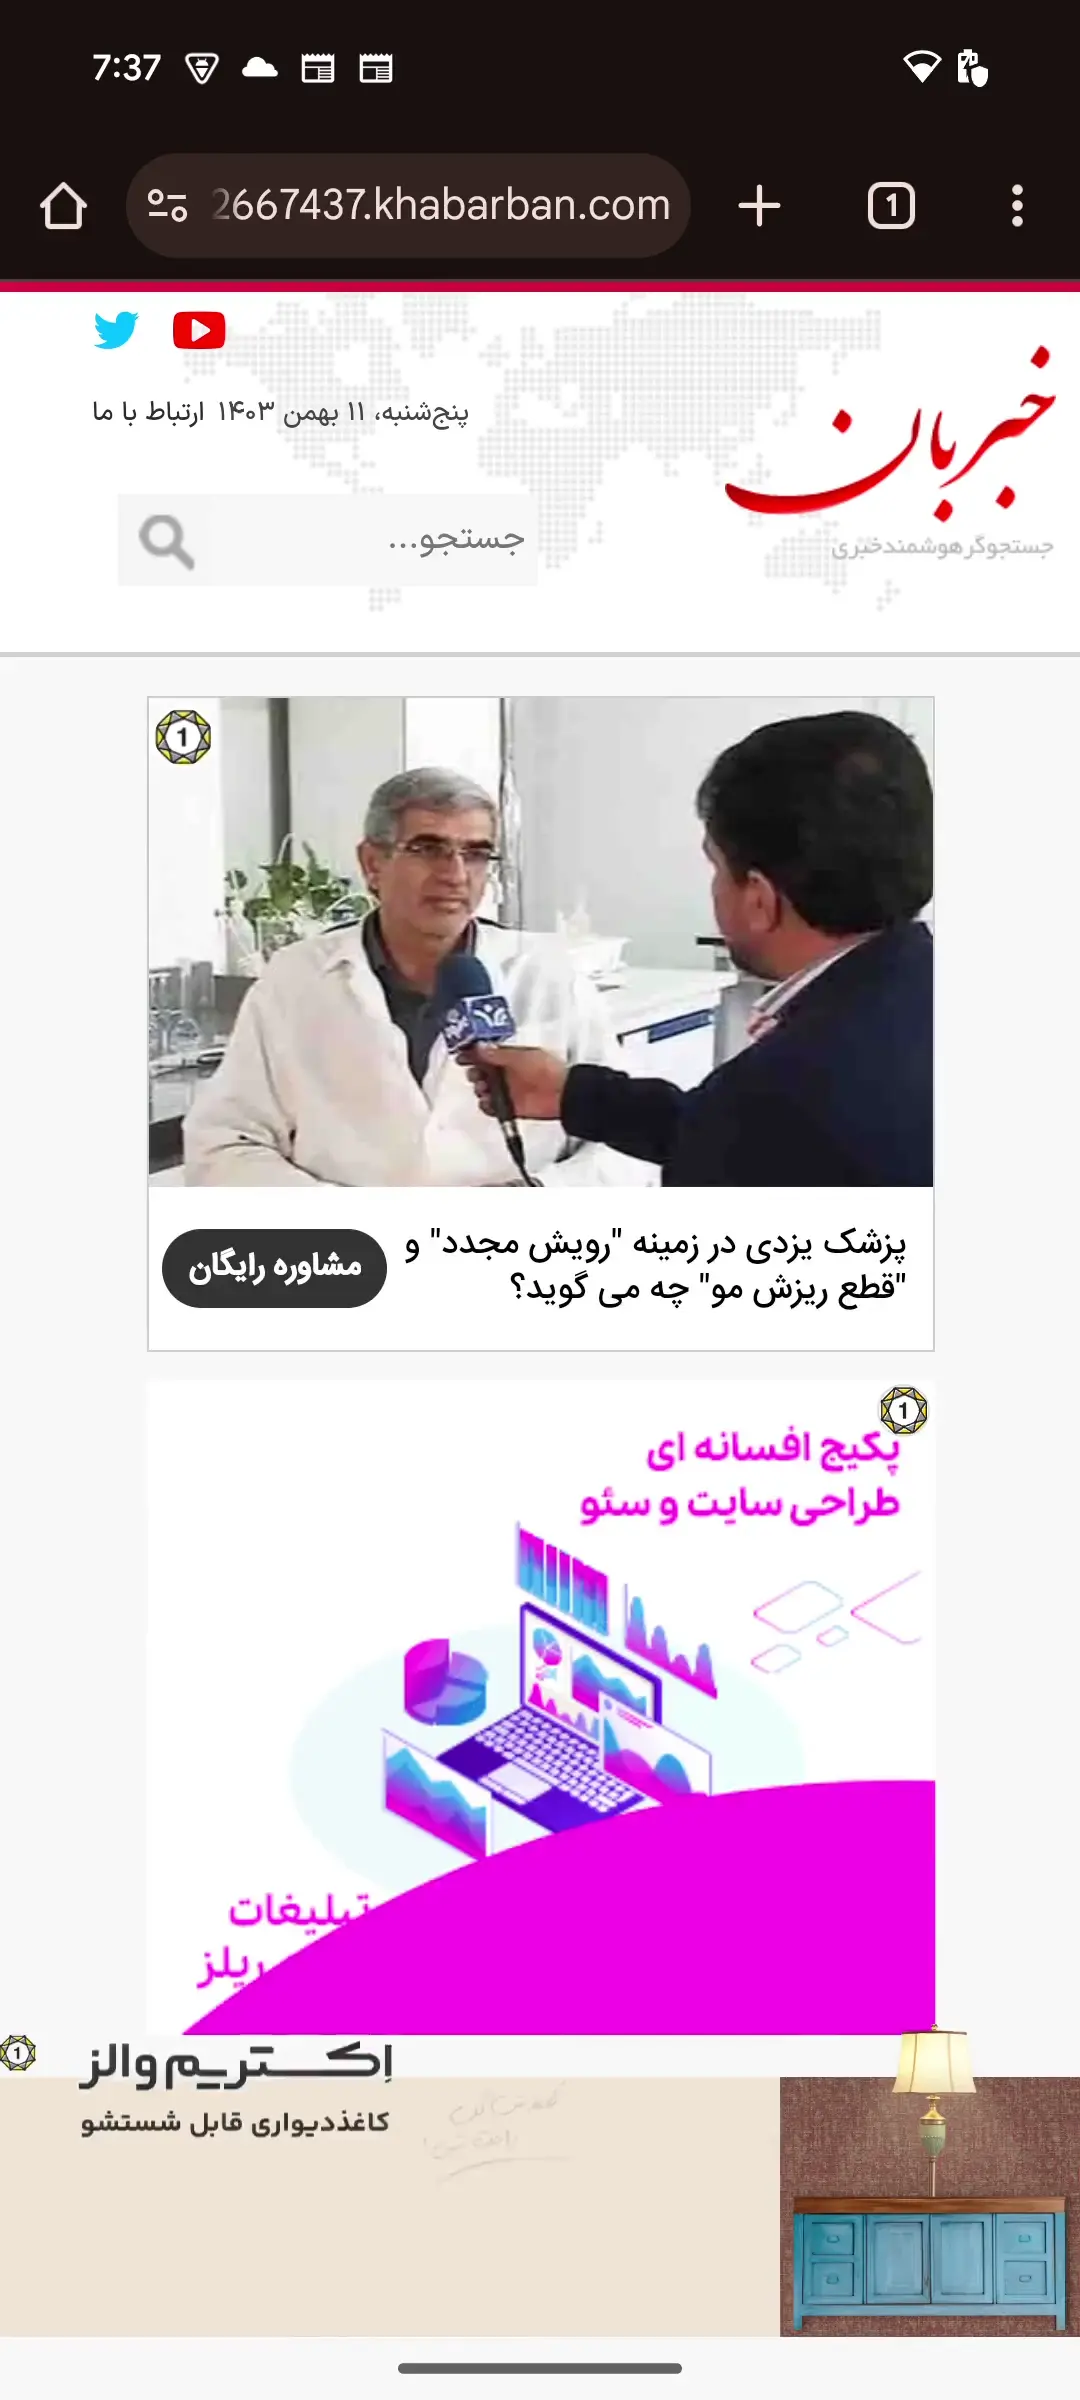 7:37
2667437.khabarban.com
1
خبربان
جستجوگر هوشمند خبری
پنج‌شنبه، ۱۱ بهمن ۱۴۰۳ ارتباط با ما
جستجو...
1
پزشک یزدی در زمینه "رویش مجدد" و
"قطع ریزش مو" چه می گوید؟
مشاوره رایگان
1
پکیج افسانه ای
طراحی سایت و سئو
تبلیغات
ریلز
1
اِکستریم والز
کاغذدیواری قابل شستشو